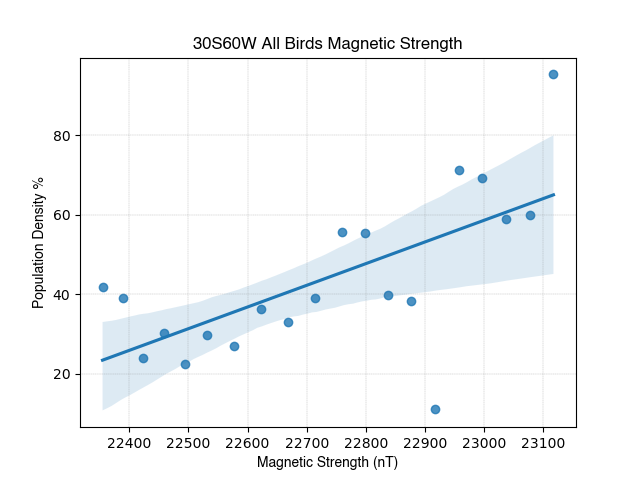 30S60W All Birds Magnetic Strength
Population Density %
80
60
40
20
22400 22500 22600 22700 22800 22900 23000 23100
Magnetic Strength (nT)